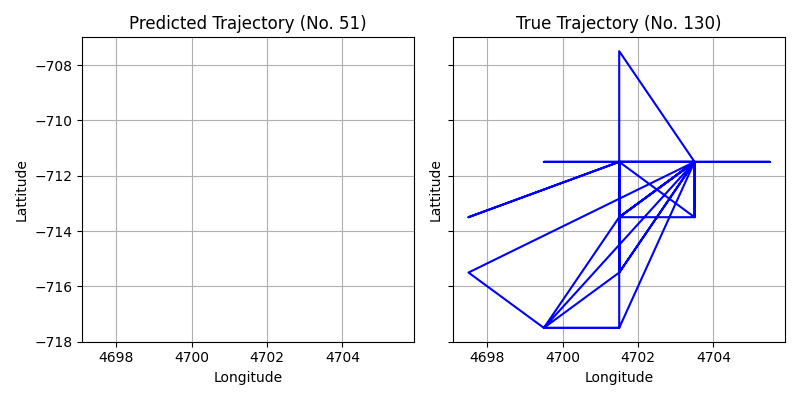 Predicted Trajectory (No. 51)
True Trajectory (No. 130)
Lattitude
−708
−710
−712
−714
−716
−718
4698
4700
4702
4704
Longitude
Lattitude
4698
4700
4702
4704
Longitude